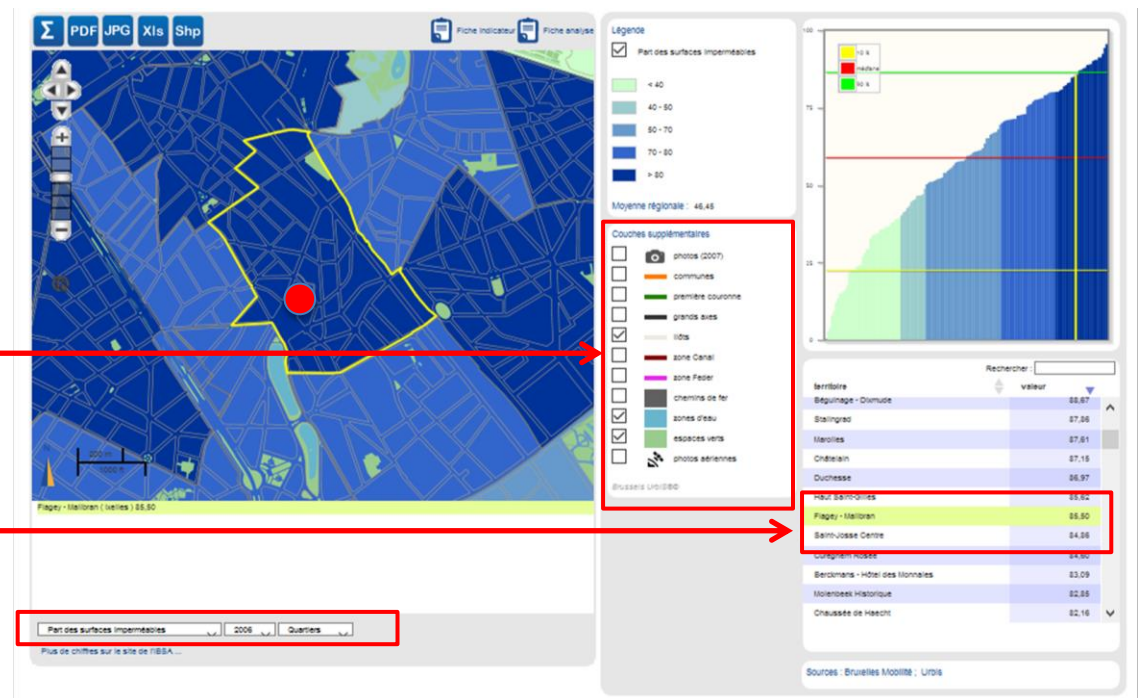 Σ PDF JPG Xls Shp
Fiche indicateur Fiche analyse
200 m
1000 ft
Flagey - Malibran ( Ixelles ) 85,50
Part des surfaces imperméables 2006 Quartiers
Plus de chiffres sur le site de l'IBSA ...
Légende
Part des surfaces imperméables
< 40
40 - 50
50 - 70
70 - 80
> 80
Moyenne régionale : 46,45
Couches supplémentaires
photos (2007)
communes
première couronne
grands axes
îlôts
zone Canal
zone Feder
chemins de fer
zones d'eau
espaces verts
photos aériennes
Brussels UrbIS®©
100
75
50
25
0
10 %
médiane
90 %
Rechercher :
territoire valeur
Béguinage - Dixmude 88,67
Stalingrad 87,86
Marolles 87,61
Châtelain 87,15
Duchesse 86,97
Haut Saint-Gilles 85,62
Flagey - Malibran 85,50
Saint-Josse Centre 84,86
Cureghem Rosée 84,60
Berckmans - Hôtel des Monnaies 83,09
Molenbeek Historique 82,85
Chaussée de Haecht 82,16
Sources : Bruxelles Mobilité ; Urbis